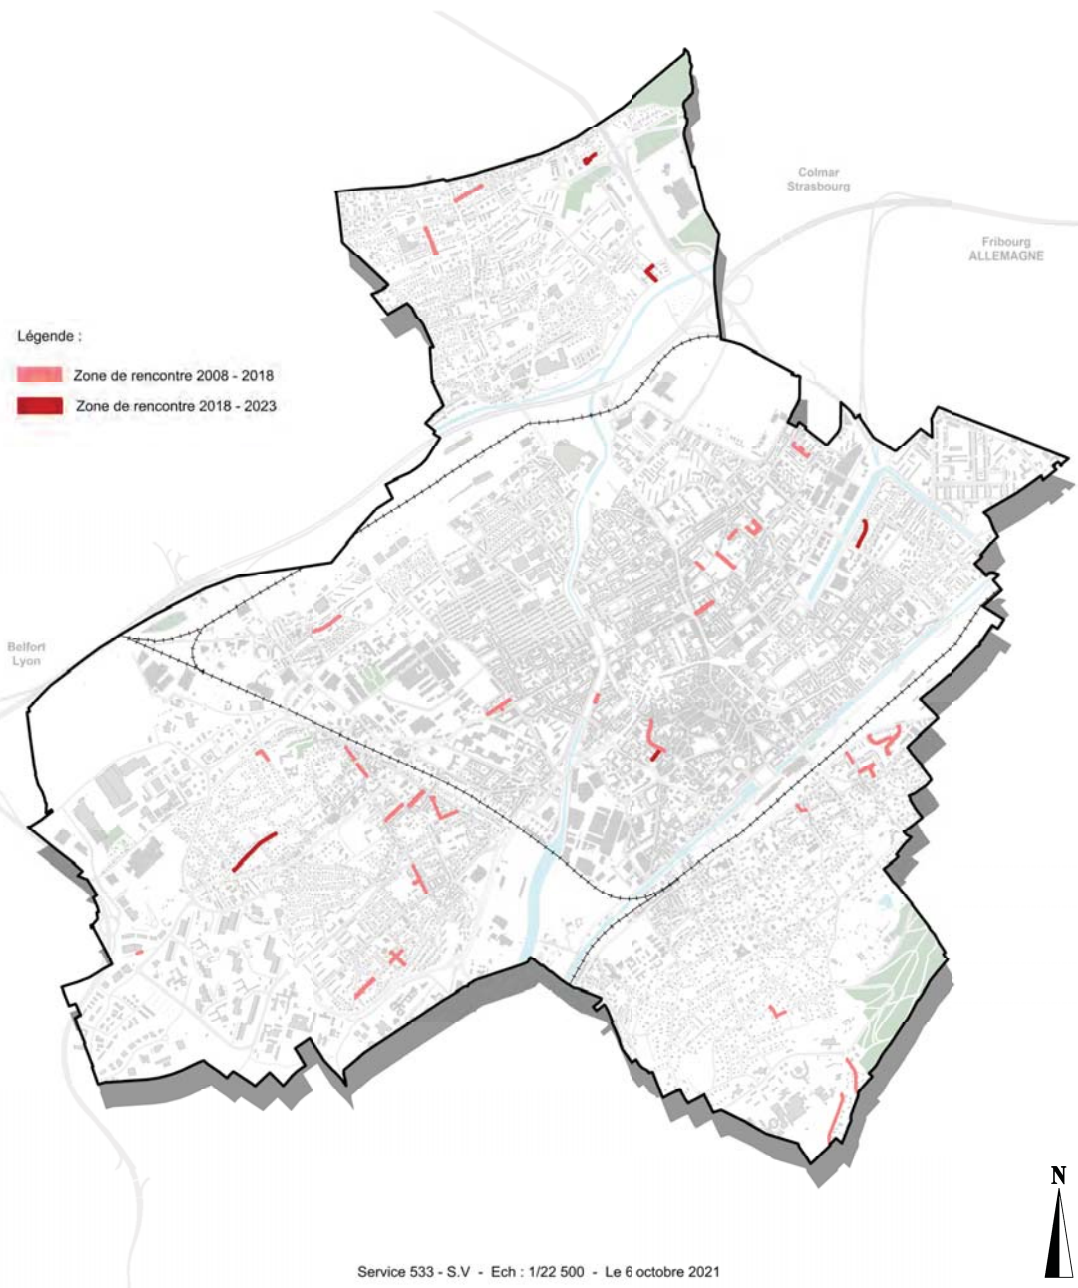 Colmar
Strasbourg
Fribourg
ALLEMAGNE
Légende :
Zone de rencontre 2008 - 2018
Zone de rencontre 2018 - 2023
Belfort
Lyon
N
Service 533 - S.V - Ech : 1/22 500 - Le 6 octobre 2021